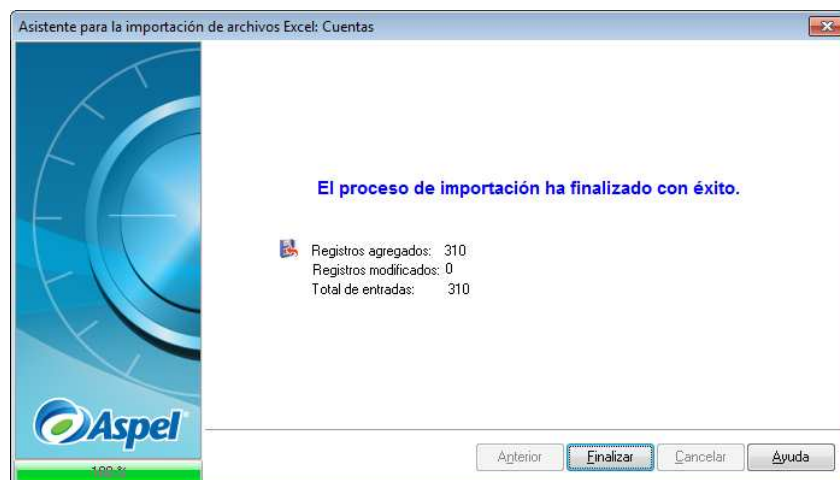 Asistente para la importación de archivos Excel: Cuentas
El proceso de importación ha finalizado con éxito.
Registros agregados: 310
Registros modificados: 0
Total de entradas: 310
Aspel
100 %
Anterior Finalizar Cancelar Ayuda